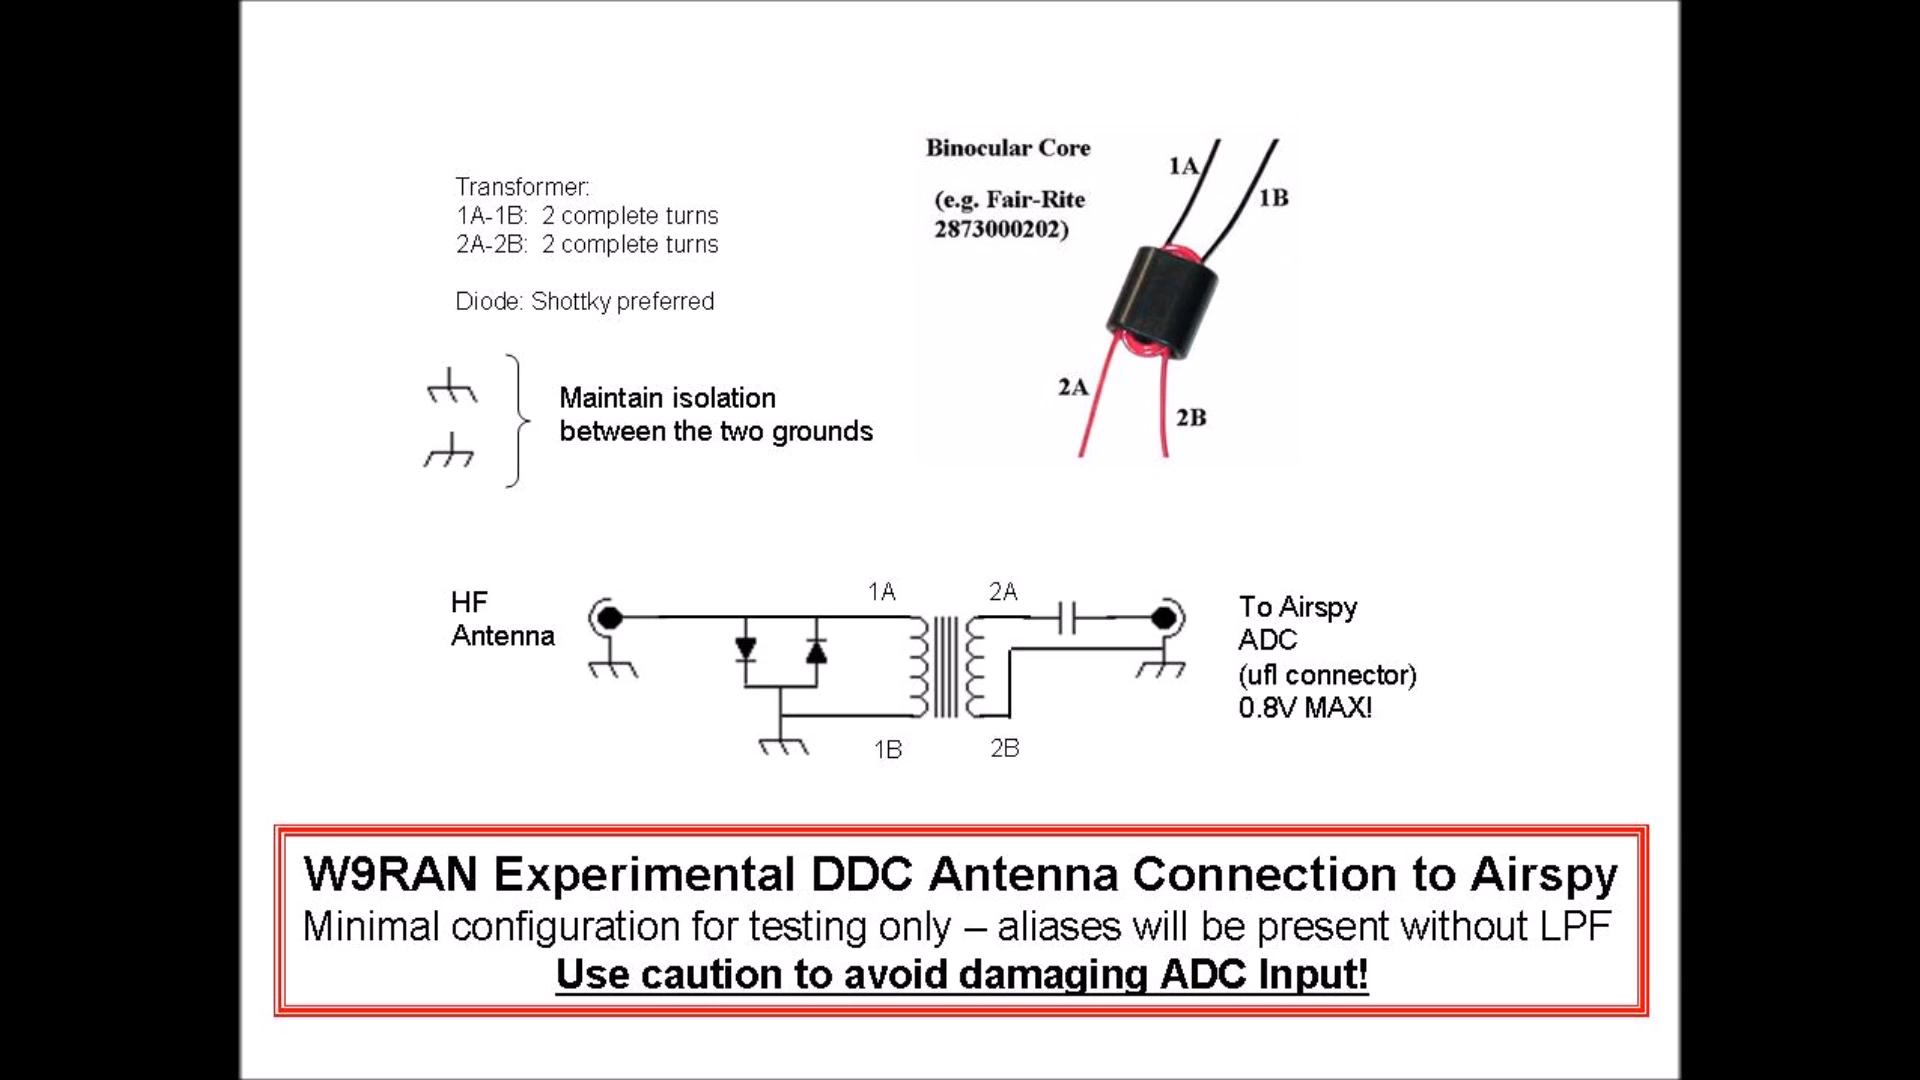 Transformer:
1A-1B:  2 complete turns
2A-2B:  2 complete turns
Diode: Shottky preferred
Maintain isolation
between the two grounds
Binocular Core
(e.g. Fair-Rite
2873000202)
1A
1B
2A
2B
HF
Antenna
1A
2A
1B
2B
To Airspy
ADC
(ufl connector)
0.8V MAX!
W9RAN Experimental DDC Antenna Connection to Airspy
Minimal configuration for testing only – aliases will be present without LPF
Use caution to avoid damaging ADC Input!